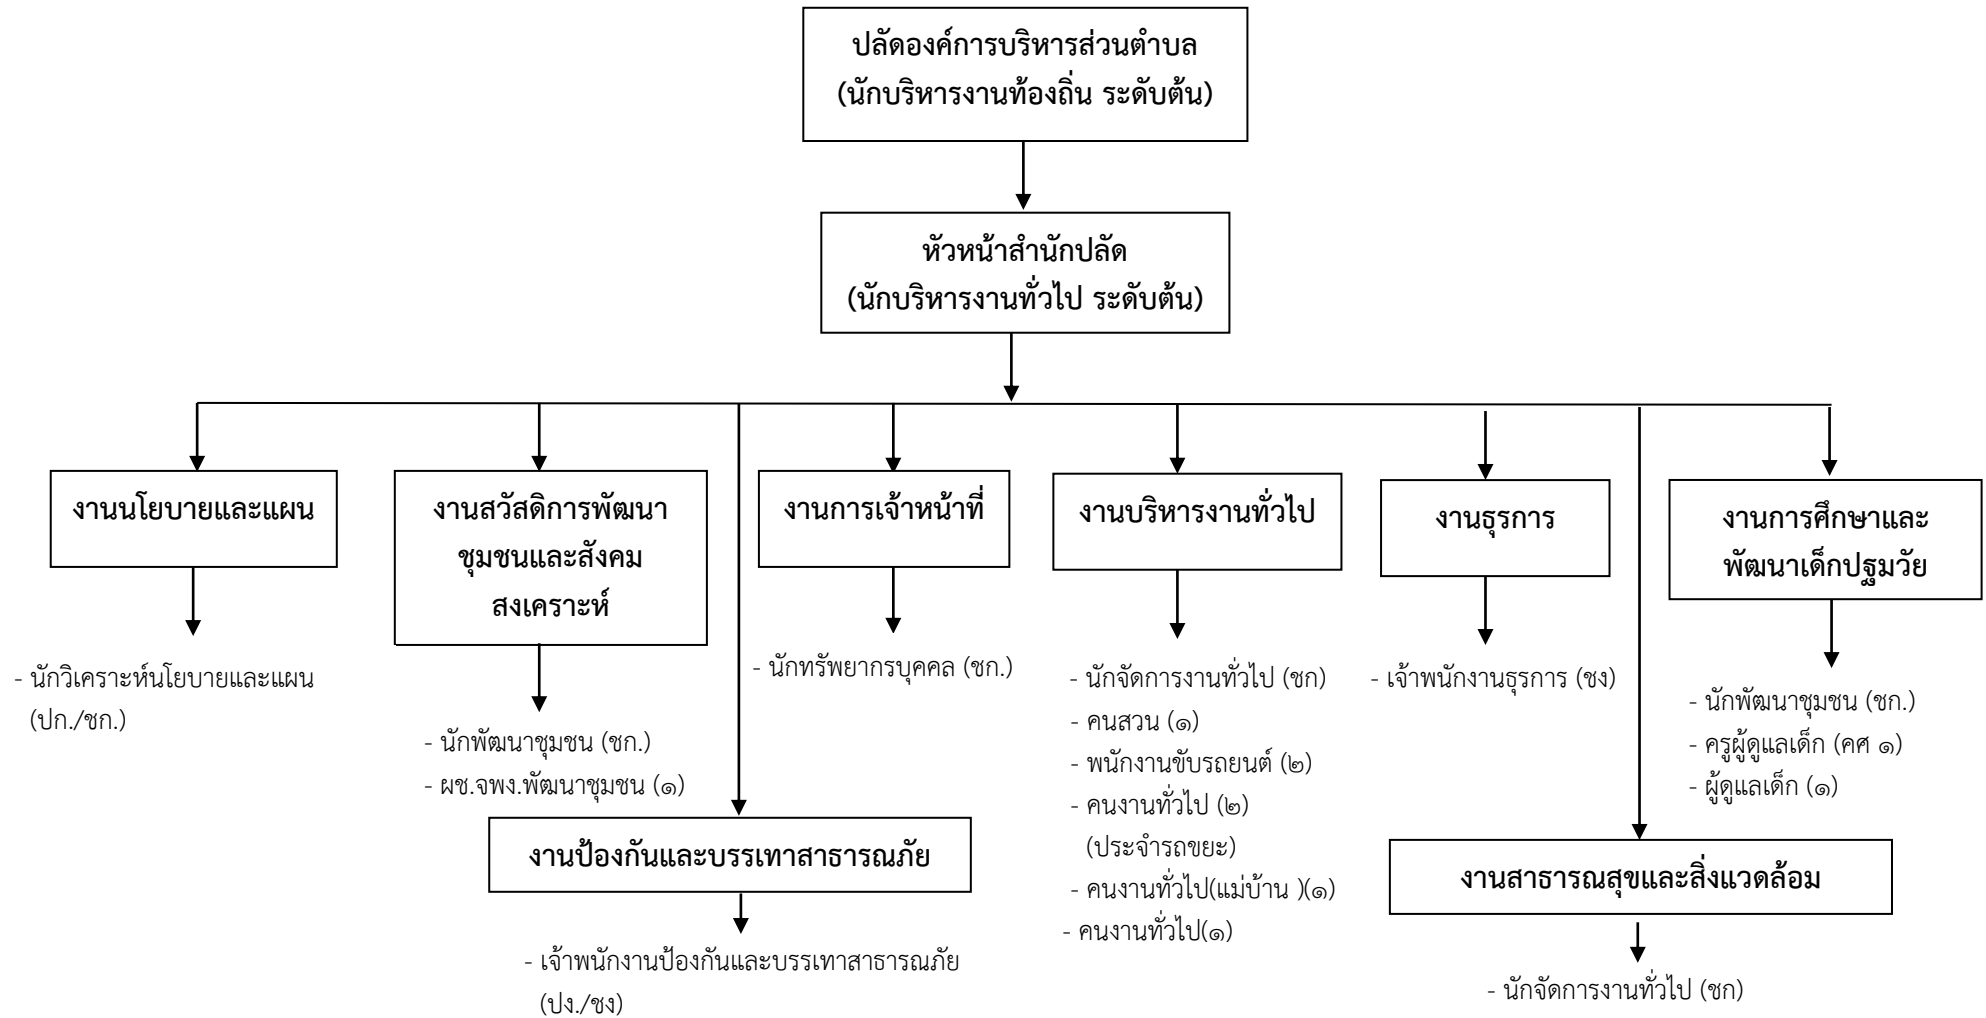 ปลัดองค์การบริหารส่วนตำบล
(นักบริหารงานท้องถิ่น ระดับต้น)
หัวหน้าสำนักปลัด
(นักบริหารงานทั่วไป ระดับต้น)
งานนโยบายและแผน
- นักวิเคราะห์นโยบายและแผน
(ปก./ชก.)
งานสวัสดิการพัฒนา
ชุมชนและสังคม
สงเคราะห์
- นักพัฒนาชุมชน (ชก.)
- ผช.จพง.พัฒนาชุมชน (๑)
งานป้องกันและบรรเทาสาธารณภัย
- เจ้าพนักงานป้องกันและบรรเทาสาธารณภัย
(ปง./ชง)
งานการเจ้าหน้าที่
- นักทรัพยากรบุคคล (ชก.)
งานบริหารงานทั่วไป
- นักจัดการงานทั่วไป (ชก)
- คนสวน (๑)
- พนักงานขับรถยนต์ (๒)
- คนงานทั่วไป (๒)
(ประจำรถขยะ)
- คนงานทั่วไป(แม่บ้าน )(๑)
- คนงานทั่วไป(๑)
งานธุรการ
- เจ้าพนักงานธุรการ (ชง)
งานสาธารณสุขและสิ่งแวดล้อม
- นักจัดการงานทั่วไป (ชก)
งานการศึกษาและ
พัฒนาเด็กปฐมวัย
- นักพัฒนาชุมชน (ชก.)
- ครูผู้ดูแลเด็ก (คศ ๑)
- ผู้ดูแลเด็ก (๑)